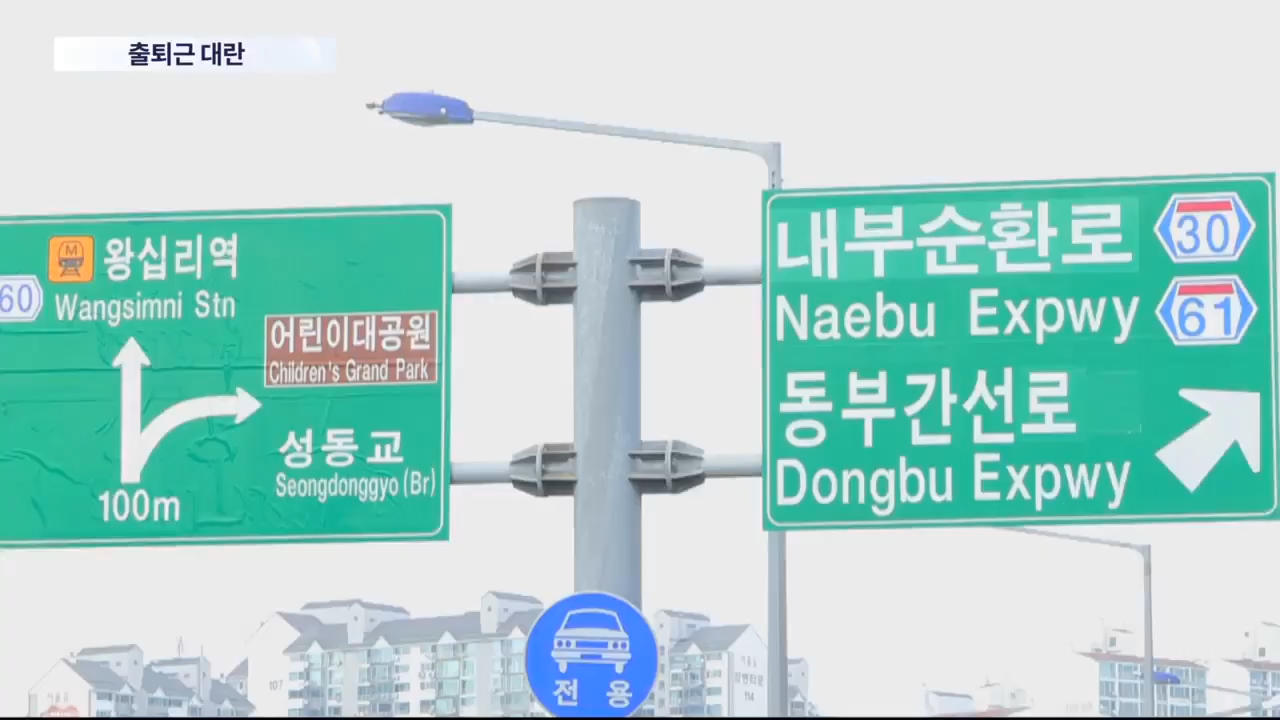 출퇴근 대란
왕십리역
60
Wangsimni Stn
어린이대공원
Children's Grand Park
성동교
Seongdonggyo(Br)
100m
내부순환로
30
Naebu Expwy
61
동부간선로
Dongbu Expwy
전용
107
114